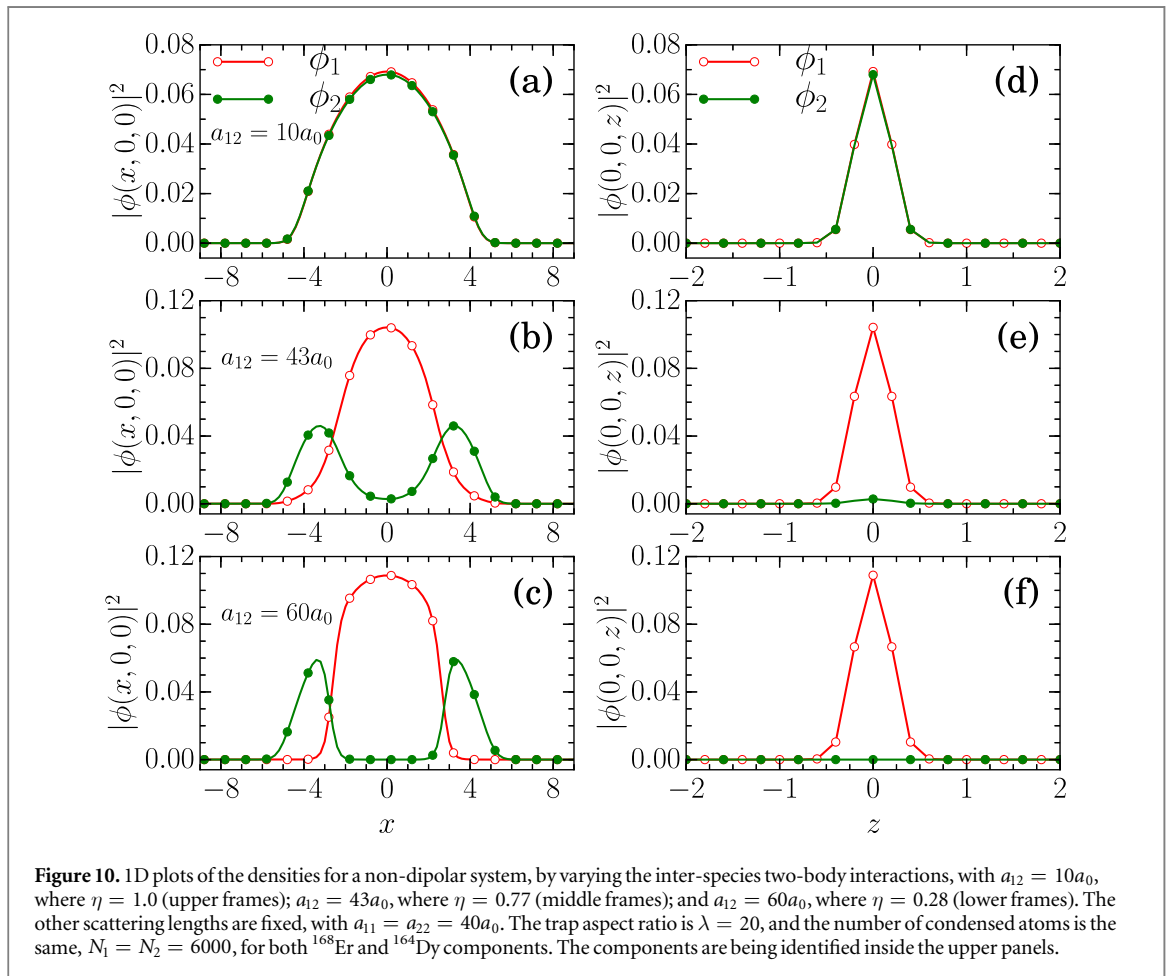 0.08
0.06
0.04
0.02
0.00
|ϕ(x, 0, 0)|²
ϕ₁
ϕ₂
a₁₂ = 10a₀
(a)
−8 −4 0 4 8
0.08
0.06
0.04
0.02
0.00
|ϕ(0, 0, z)|²
ϕ₁
ϕ₂
(d)
−2 −1 0 1 2
0.12
0.08
0.04
0.00
|ϕ(x, 0, 0)|²
a₁₂ = 43a₀
(b)
−8 −4 0 4 8
0.12
0.08
0.04
0.00
|ϕ(0, 0, z)|²
(e)
−2 −1 0 1 2
0.12
0.08
0.04
0.00
|ϕ(x, 0, 0)|²
a₁₂ = 60a₀
(c)
−8 −4 0 4 8
x
0.12
0.08
0.04
0.00
|ϕ(0, 0, z)|²
(f)
−2 −1 0 1 2
z
Figure 10. 1D plots of the densities for a non-dipolar system, by varying the inter-species two-body interactions, with a₁₂ = 10a₀,
where η = 1.0 (upper frames); a₁₂ = 43a₀, where η = 0.77 (middle frames); and a₁₂ = 60a₀, where η = 0.28 (lower frames). The
other scattering lengths are fixed, with a₁₁ = a₂₂ = 40a₀. The trap aspect ratio is λ = 20, and the number of condensed atoms is the
same, N₁ = N₂ = 6000, for both ¹⁶⁸Er and ¹⁶⁴Dy components. The components are being identified inside the upper panels.